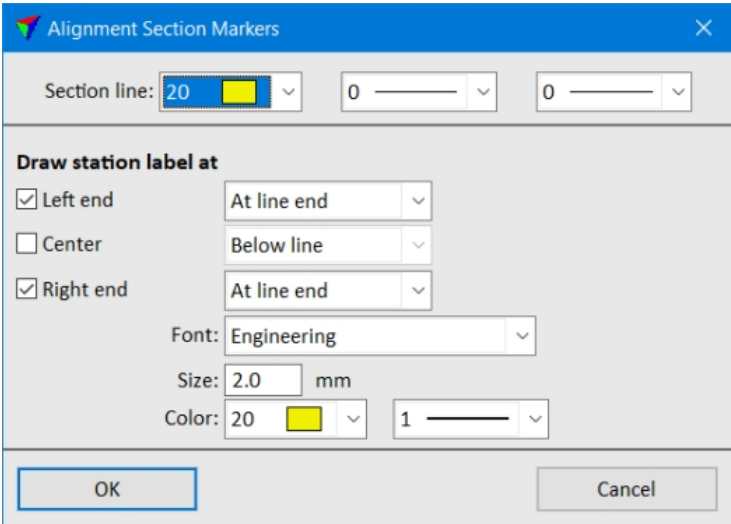 Alignment Section Markers
Section line: 20 0 0
Draw station label at
Left end At line end
Center Below line
Right end At line end
Font: Engineering
Size: 2.0 mm
Color: 20 1
OK Cancel